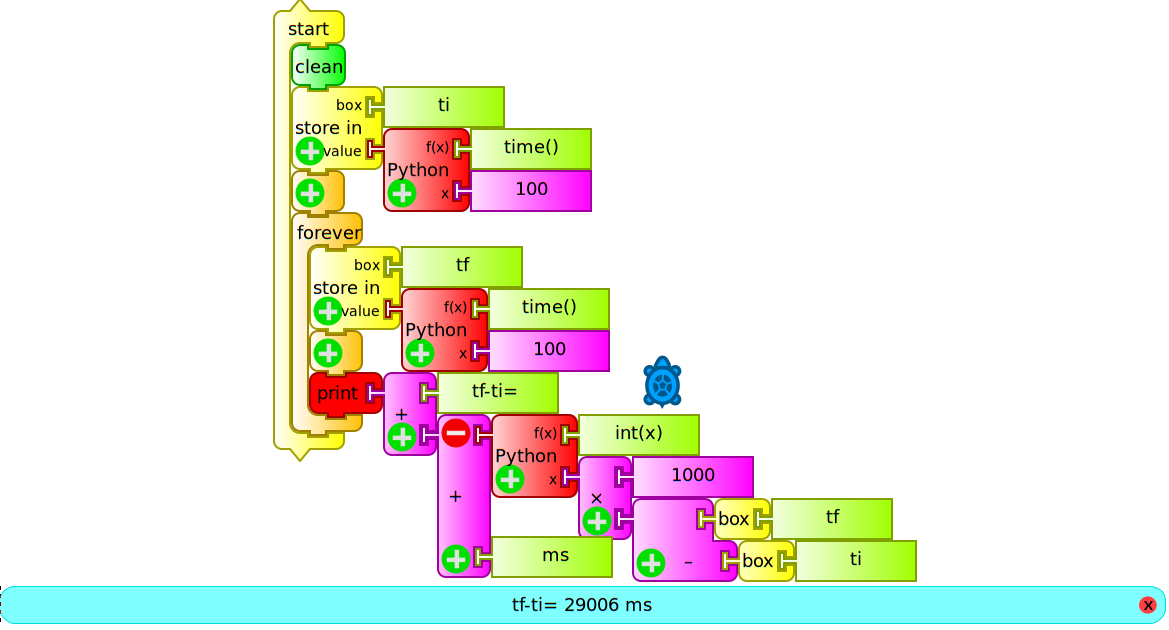 start
clean
box ti
store in
value f(x) time()
Python
x 100
forever
box tf
store in
value f(x) time()
Python
x 100
print tf-ti=
+
f(x) int(x)
Python
x 1000
+ ×
box tf
ms - box ti
tf-ti= 29006 ms x